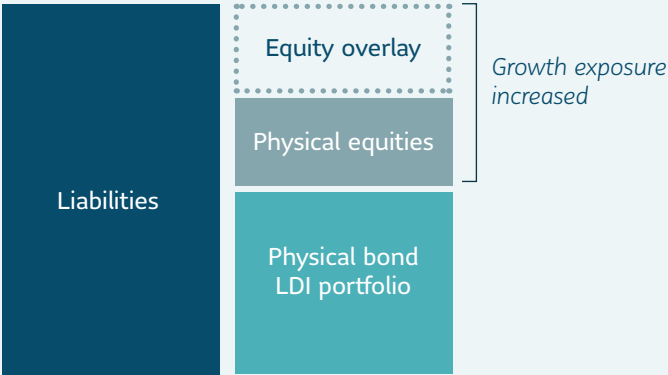 Equity overlay
Growth exposure
increased
Physical equities
Liabilities
Physical bond
LDI portfolio